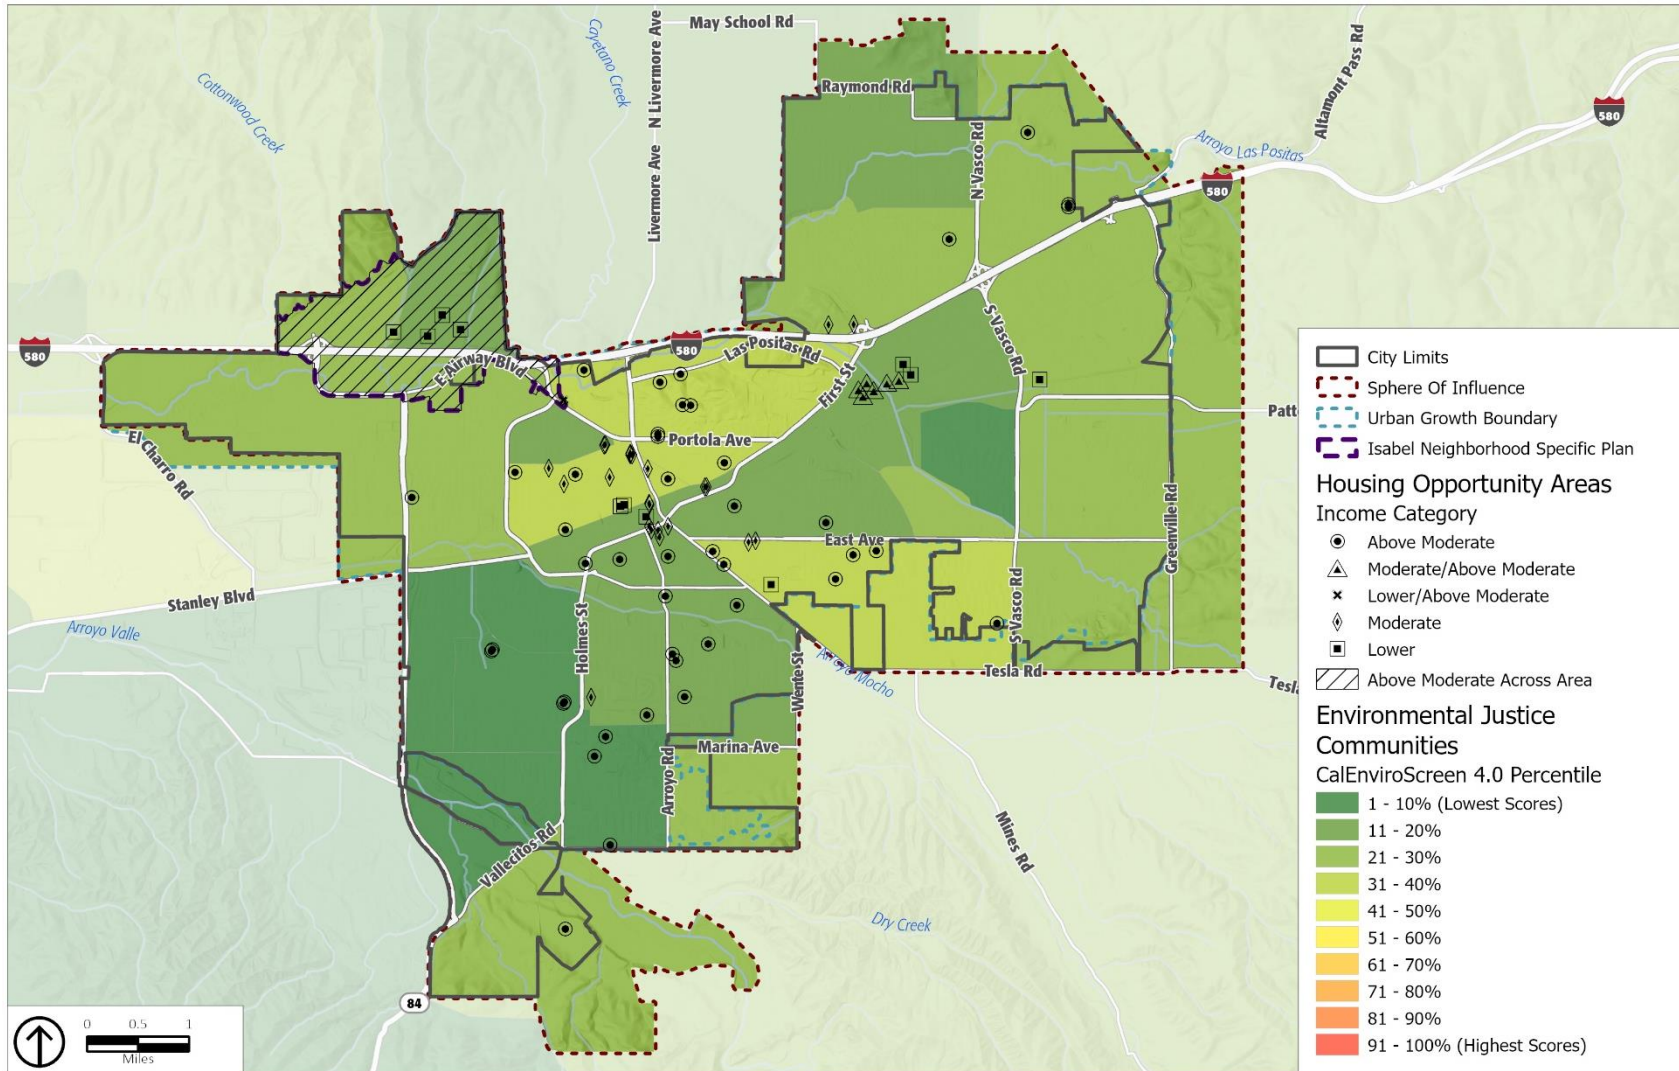 May School Rd
Cottonwood Creek
Cayetano Creek
N Livermore Ave
Livermore Ave
Raymond Rd
N Vasco Rd
Altamont Pass Rd
580
Arroyo Las Positas
580
580
580
E Airway Blvd
Las Positas Rd
First St
S Vasco Rd
Patt
Portola Ave
El Charro Rd
East Ave
Greenville Rd
Stanley Blvd
Arroyo Valle
Holmes St
S Vasco Rd
Tesla Rd
Tesla
Wente St
Arroyo Mocho
Marina Ave
Arroyo Rd
Mines Rd
Vallecitos Rd
Dry Creek
84
0 0.5 1
Miles
City Limits
Sphere Of Influence
Urban Growth Boundary
Isabel Neighborhood Specific Plan
Housing Opportunity Areas
Income Category
Above Moderate
Moderate/Above Moderate
Lower/Above Moderate
Moderate
Lower
Above Moderate Across Area
Environmental Justice
Communities
CalEnviroScreen 4.0 Percentile
1 - 10% (Lowest Scores)
11 - 20%
21 - 30%
31 - 40%
41 - 50%
51 - 60%
61 - 70%
71 - 80%
81 - 90%
91 - 100% (Highest Scores)